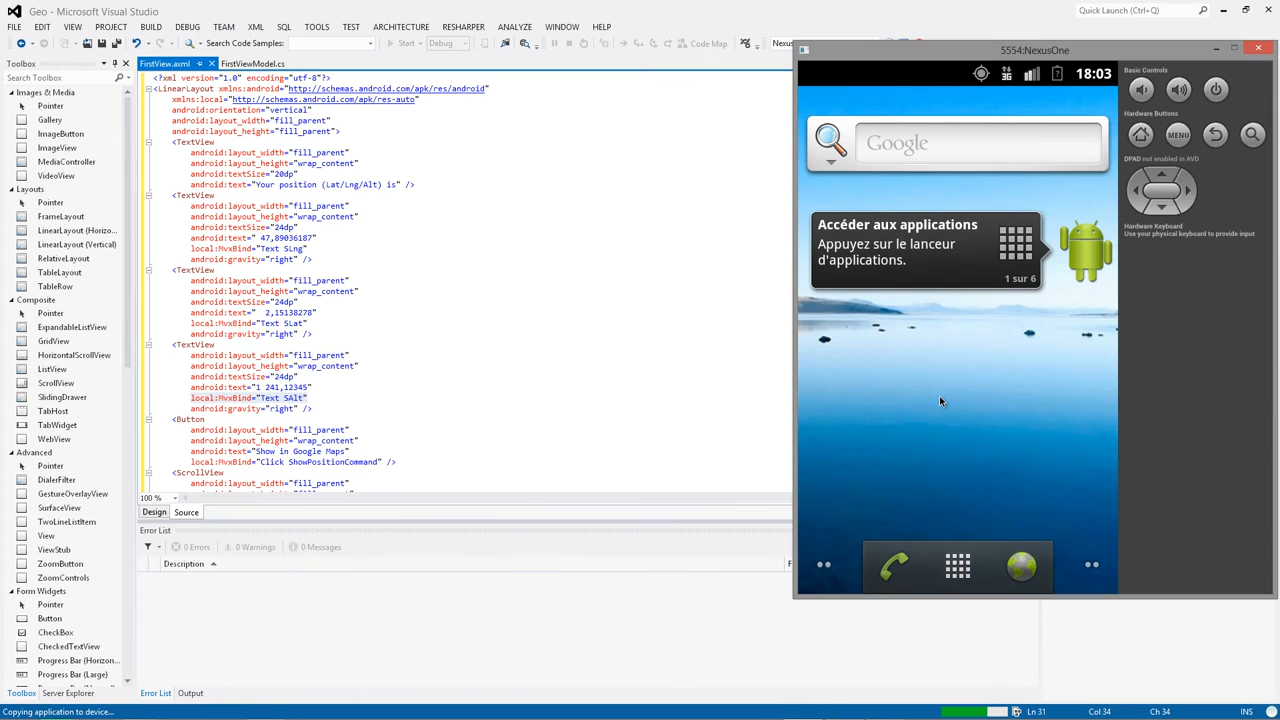 Geo - Microsoft Visual Studio
Quick Launch (Ctrl+Q)
FILE EDIT VIEW PROJECT BUILD DEBUG TEAM XML SQL TOOLS TEST ARCHITECTURE RESHARPER ANALYZE WINDOW HELP
Search Code Samples: Start Debug Code Map Nexus
Toolbox
FirstView.axml FirstViewModel.cs
Search Toolbox
Images & Media
Pointer
Gallery
ImageButton
ImageView
MediaController
VideoView
Layouts
Pointer
FrameLayout
LinearLayout (Horizo...
LinearLayout (Vertical)
RelativeLayout
TableLayout
TableRow
Composite
Pointer
ExpandableListView
GridView
HorizontalScrollView
ListView
ScrollView
SlidingDrawer
TabHost
TabWidget
WebView
Advanced
Pointer
DialerFilter
GestureOverlayView
SurfaceView
TwoLineListItem
View
ViewStub
ZoomButton
ZoomControls
Form Widgets
Pointer
Button
CheckBox
CheckedTextView
Progress Bar (Horizon...
Progress Bar (Large)
Toolbox Server Explorer
<?xml version="1.0" encoding="utf-8"?>
<LinearLayout xmlns:android="http://schemas.android.com/apk/res/android"
xmlns:local="http://schemas.android.com/apk/res-auto"
android:orientation="vertical"
android:layout_width="fill_parent"
android:layout_height="fill_parent">
<TextView
android:layout_width="fill_parent"
android:layout_height="wrap_content"
android:textSize="20dp"
android:text="Your position (Lat/Lng/Alt) is" />
<TextView
android:layout_width="fill_parent"
android:layout_height="wrap_content"
android:textSize="24dp"
android:text=" 47,89036187"
local:MvxBind="Text SLng"
android:gravity="right" />
<TextView
android:layout_width="fill_parent"
android:layout_height="wrap_content"
android:textSize="24dp"
android:text="  2,15138278"
local:MvxBind="Text SLat"
android:gravity="right" />
<TextView
android:layout_width="fill_parent"
android:layout_height="wrap_content"
android:textSize="24dp"
android:text="1 241,12345"
local:MvxBind="Text SAlt"
android:gravity="right" />
<Button
android:layout_width="fill_parent"
android:layout_height="wrap_content"
android:text="Show in Google Maps"
local:MvxBind="Click ShowPositionCommand" />
<ScrollView
android:layout_width="fill_parent"
100 %
Design Source
Error List
0 Errors 0 Warnings 0 Messages
Description F
Error List Output
5554:NexusOne
3G 18:03
Google
Accéder aux applications
Appuyez sur le lanceur
d'applications.
1 sur 6
Basic Controls
Hardware Buttons
MENU
DPAD not enabled in AVD
Hardware Keyboard
Use your physical keyboard to provide input
Copying application to device... Ln 31 Col 34 Ch 34 INS